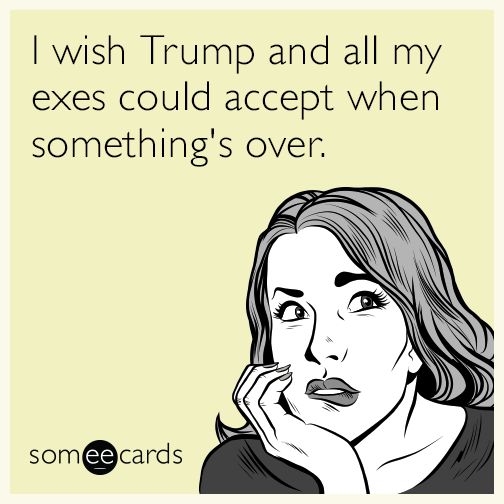 I wish Trump and all my
exes could accept when
something's over.
someecards